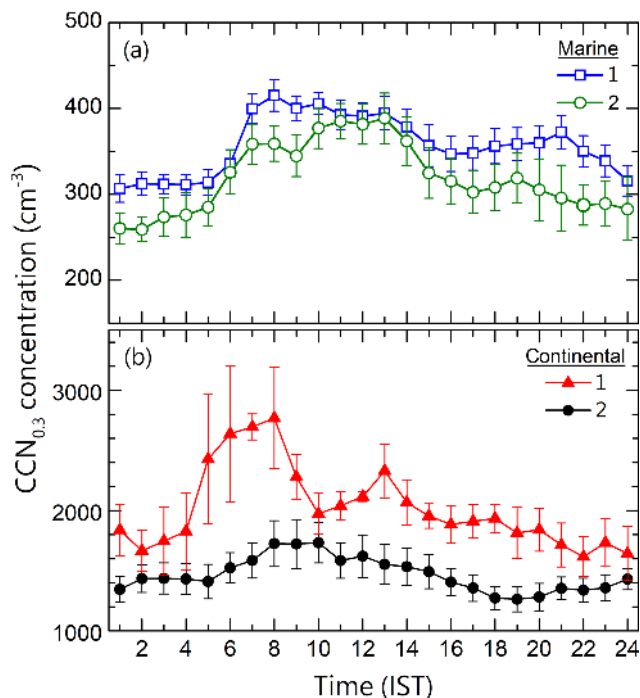 500
(a)
Marine
1
2
400
300
200
CCN0.3 concentration (cm-3)
(b)
Continental
1
2
3000
2000
1000
2 4 6 8 10 12 14 16 18 20 22 24
Time (IST)